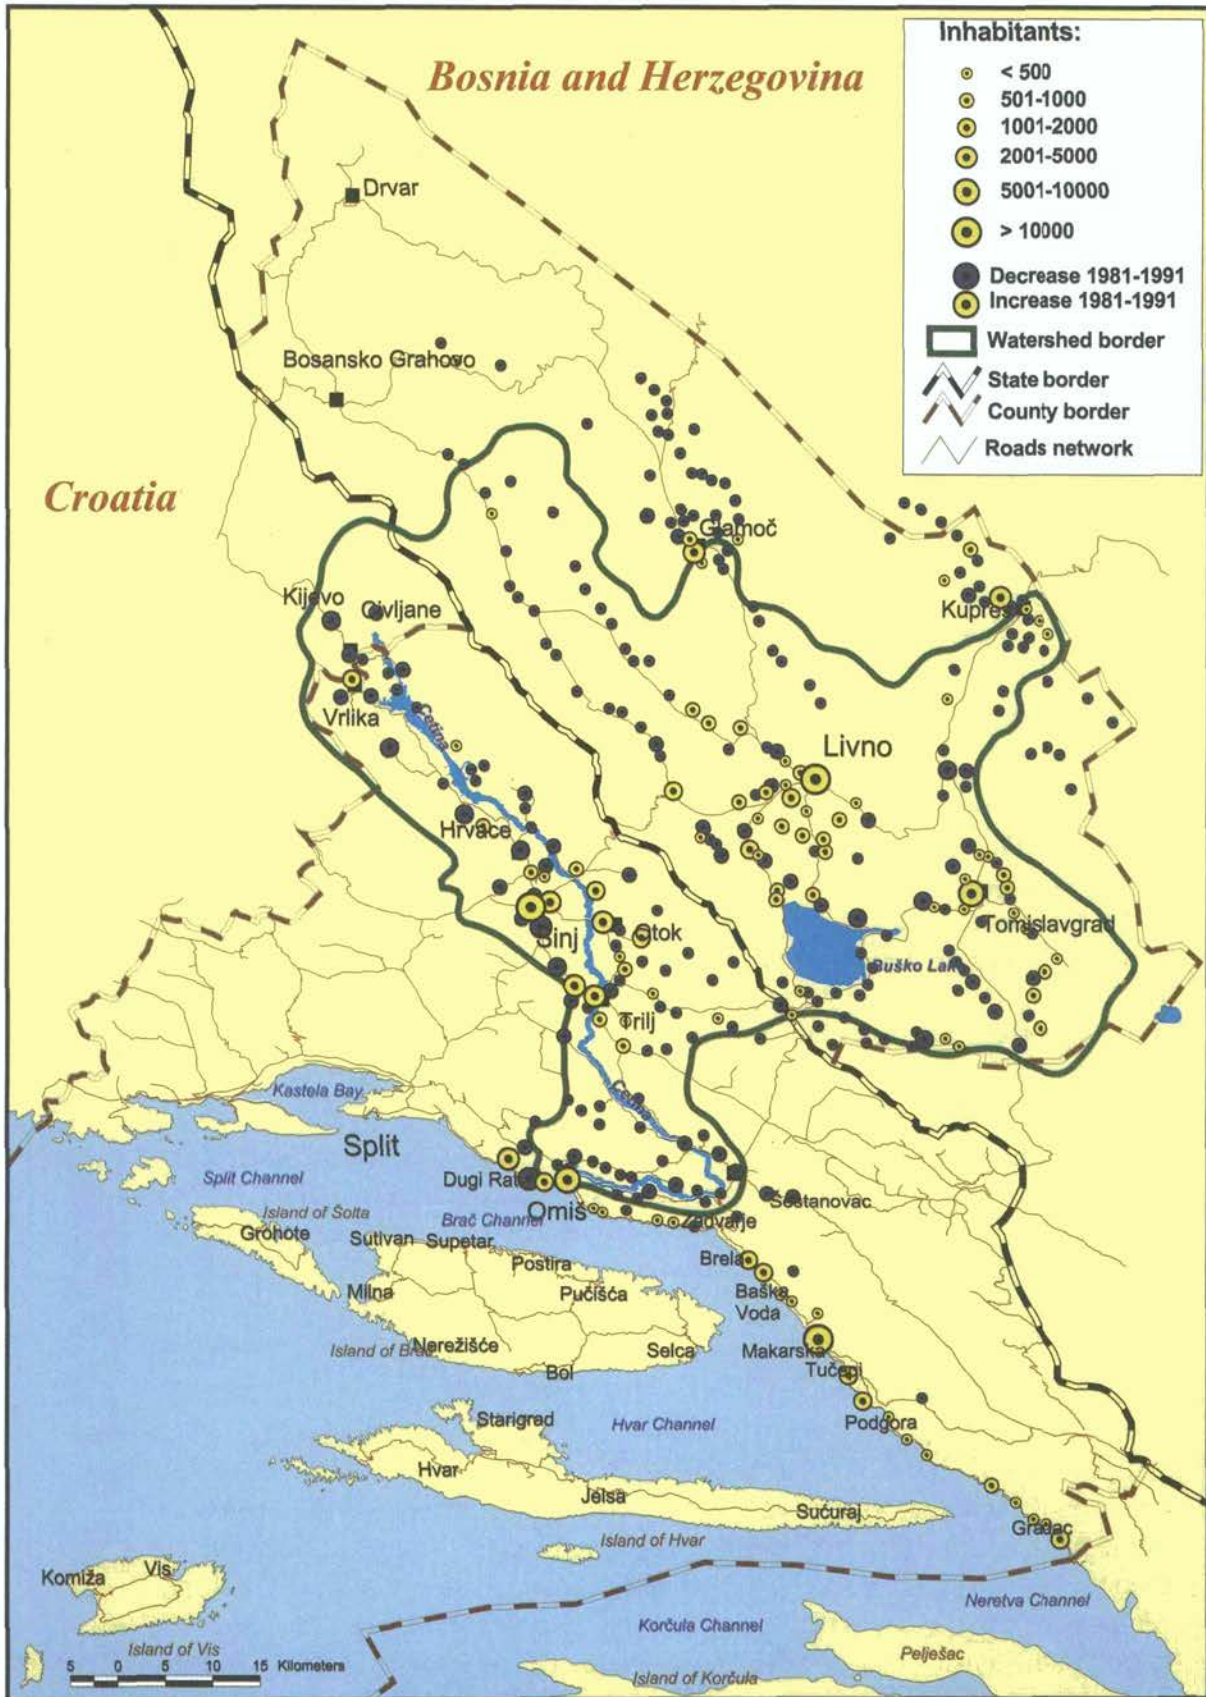 Inhabitants:
< 500
501-1000
1001-2000
2001-5000
5001-10000
> 10000
Decrease 1981-1991
Increase 1981-1991
Watershed border
State border
County border
Roads network
Bosnia and Herzegovina
Drvar
Bosansko Grahovo
Croatia
Glamoč
Kijevo
Civljane
Kupres
Vrlika
Cetina
Livno
Hrvace
Sinj
Otok
Tomislavgrad
Buško Lake
Trilj
Kastela Bay
Cetina
Split
Split Channel
Dugi Rat
Omiš
Šestanovac
Zadvarje
Island of Šolta
Grohote
Brač Channel
Sutivan
Supetar
Postira
Brela
Milna
Pučišća
Baška
Voda
Island of Brač
Nerežišće
Selca
Makarska
Bol
Tučepi
Starigrad
Hvar Channel
Podgora
Hvar
Jelsa
Sućuraj
Gradac
Island of Hvar
Vis
Komiža
Neretva Channel
Korčula Channel
Island of Vis
Pelješac
5 0 5 10 15 Kilometers
Island of Korčula